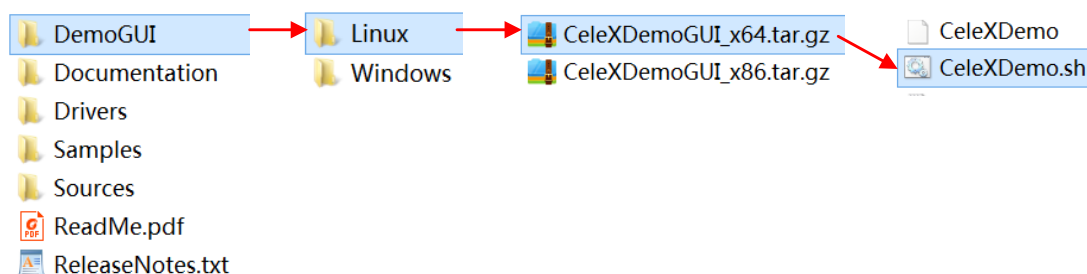 DemoGUI
Documentation
Drivers
Samples
Sources
ReadMe.pdf
ReleaseNotes.txt
Linux
Windows
CeleXDemoGUI_x64.tar.gz
CeleXDemoGUI_x86.tar.gz
CeleXDemo
CeleXDemo.sh